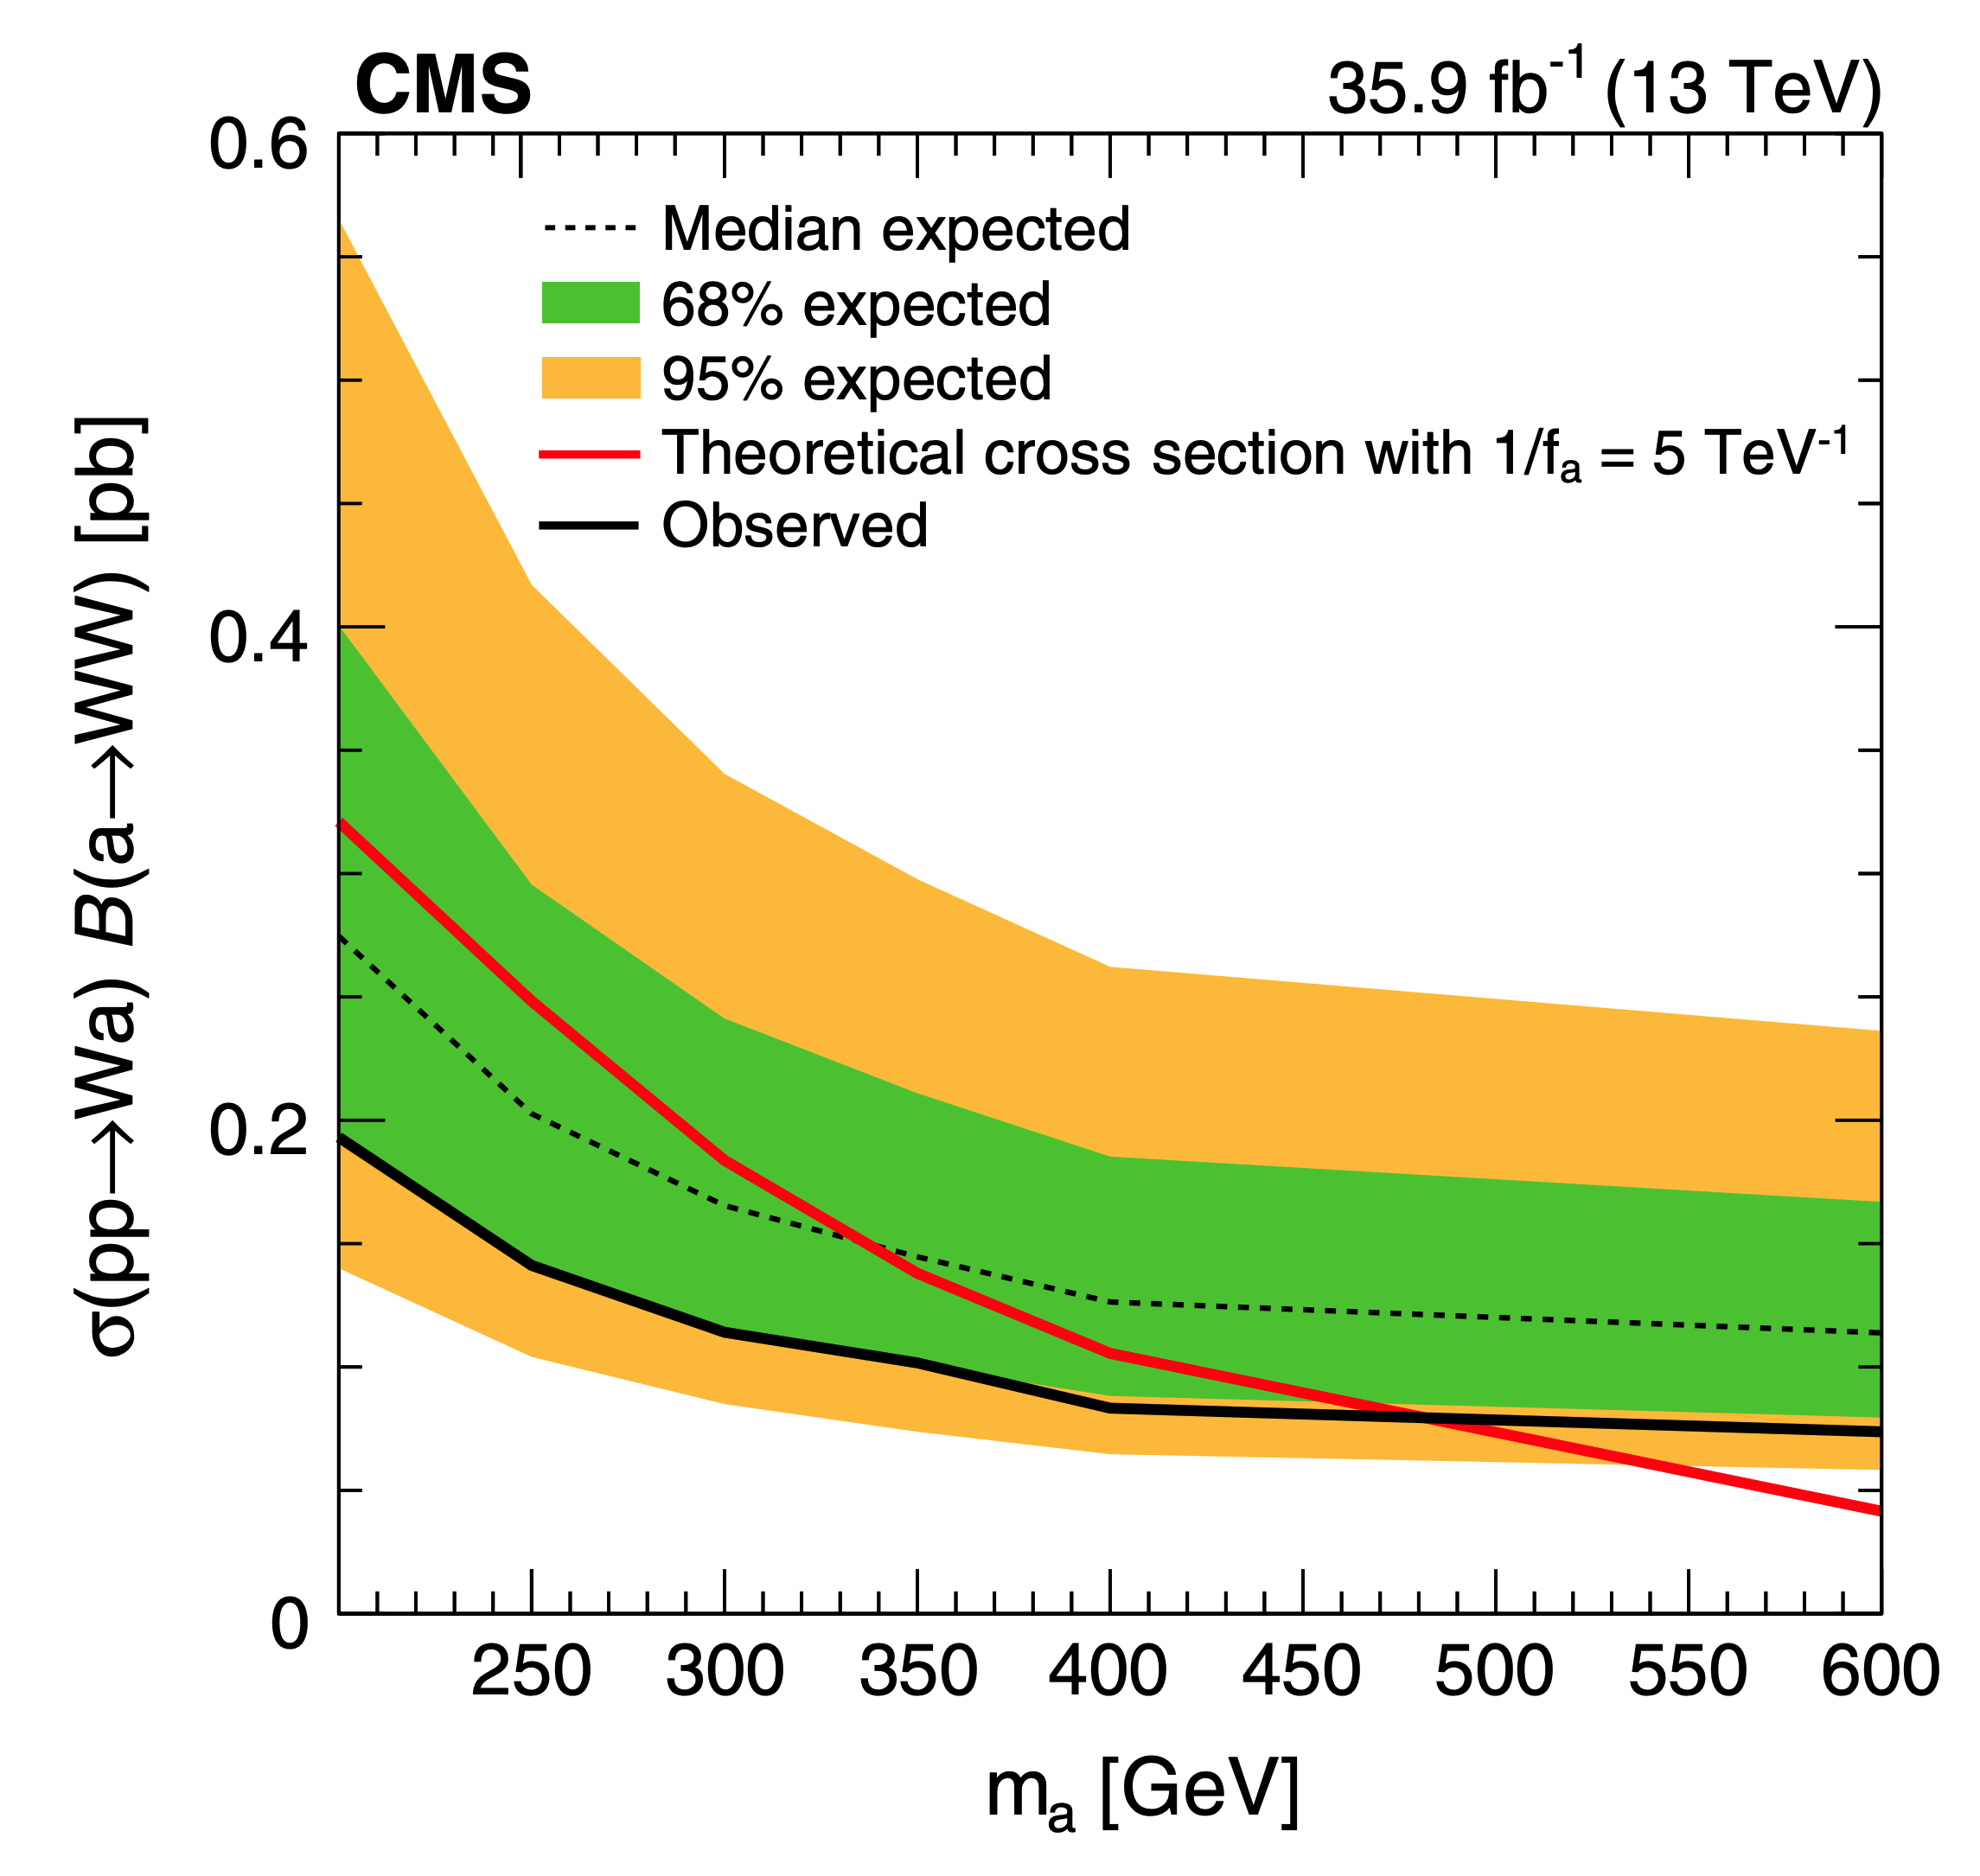 CMS 35.9 fb⁻¹ (13 TeV)
0.6
Median expected
68% expected
95% expected
Theoretical cross section with 1/fₐ = 5 TeV⁻¹
Observed
0.4
0.2
0
σ(pp→Wa) B(a→WW) [pb]
250 300 350 400 450 500 550 600
mₐ [GeV]